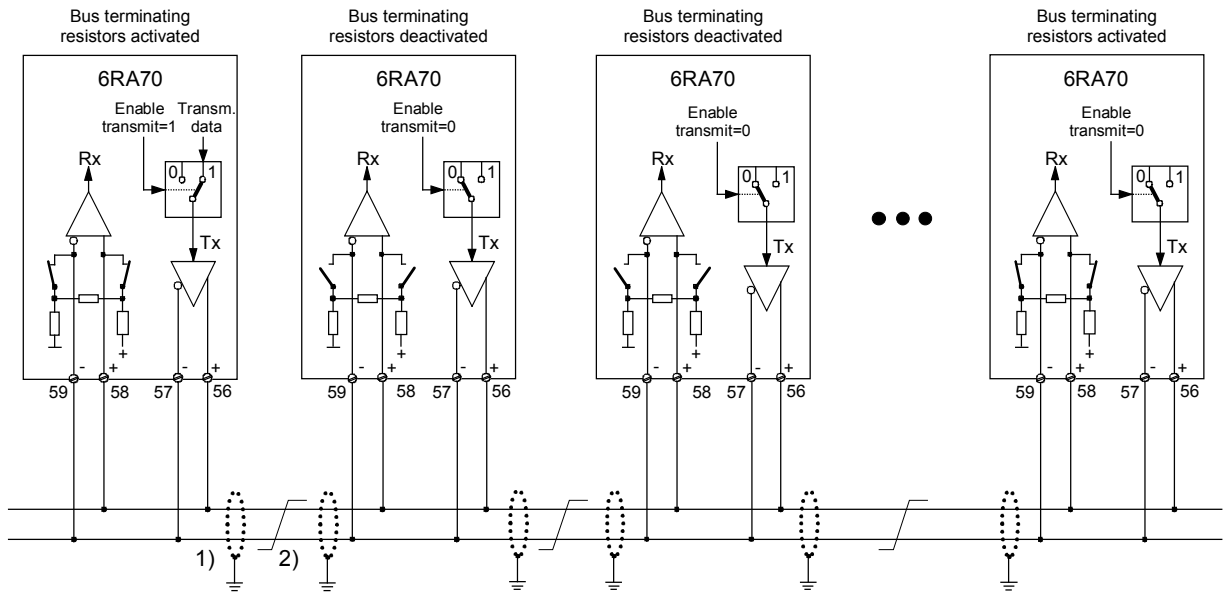 Bus terminating
resistors activated
Bus terminating
resistors deactivated
Bus terminating
resistors deactivated
Bus terminating
resistors activated
6RA70
6RA70
6RA70
6RA70
Enable
transmit=1
Transm.
data
Enable
transmit=0
Enable
transmit=0
Enable
transmit=0
Rx
0 1
Rx
0 1
Rx
0 1
Rx
0 1
Tx
Tx
Tx
Tx
+
+
+
+
- + - +
- + - +
- + - +
- + - +
59 58 57 56
59 58 57 56
59 58 57 56
59 58 57 56
1)
2)